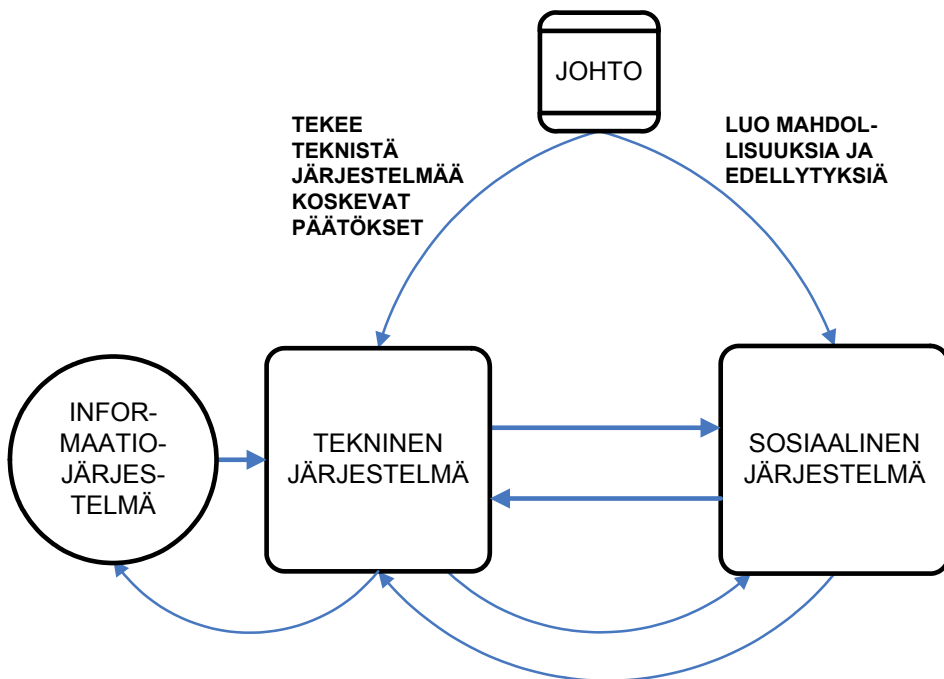 JOHTO
TEKEE
TEKNISTÄ
JÄRJESTELMÄÄ
KOSKEVAT
PÄÄTÖKSET
LUO MAHDOL-
LISUUKSIA JA
EDELLYTYKSIÄ
INFOR-
MAATIO-
JÄRJES-
TELMÄ
TEKNINEN
JÄRJESTELMÄ
SOSIAALINEN
JÄRJESTELMÄ